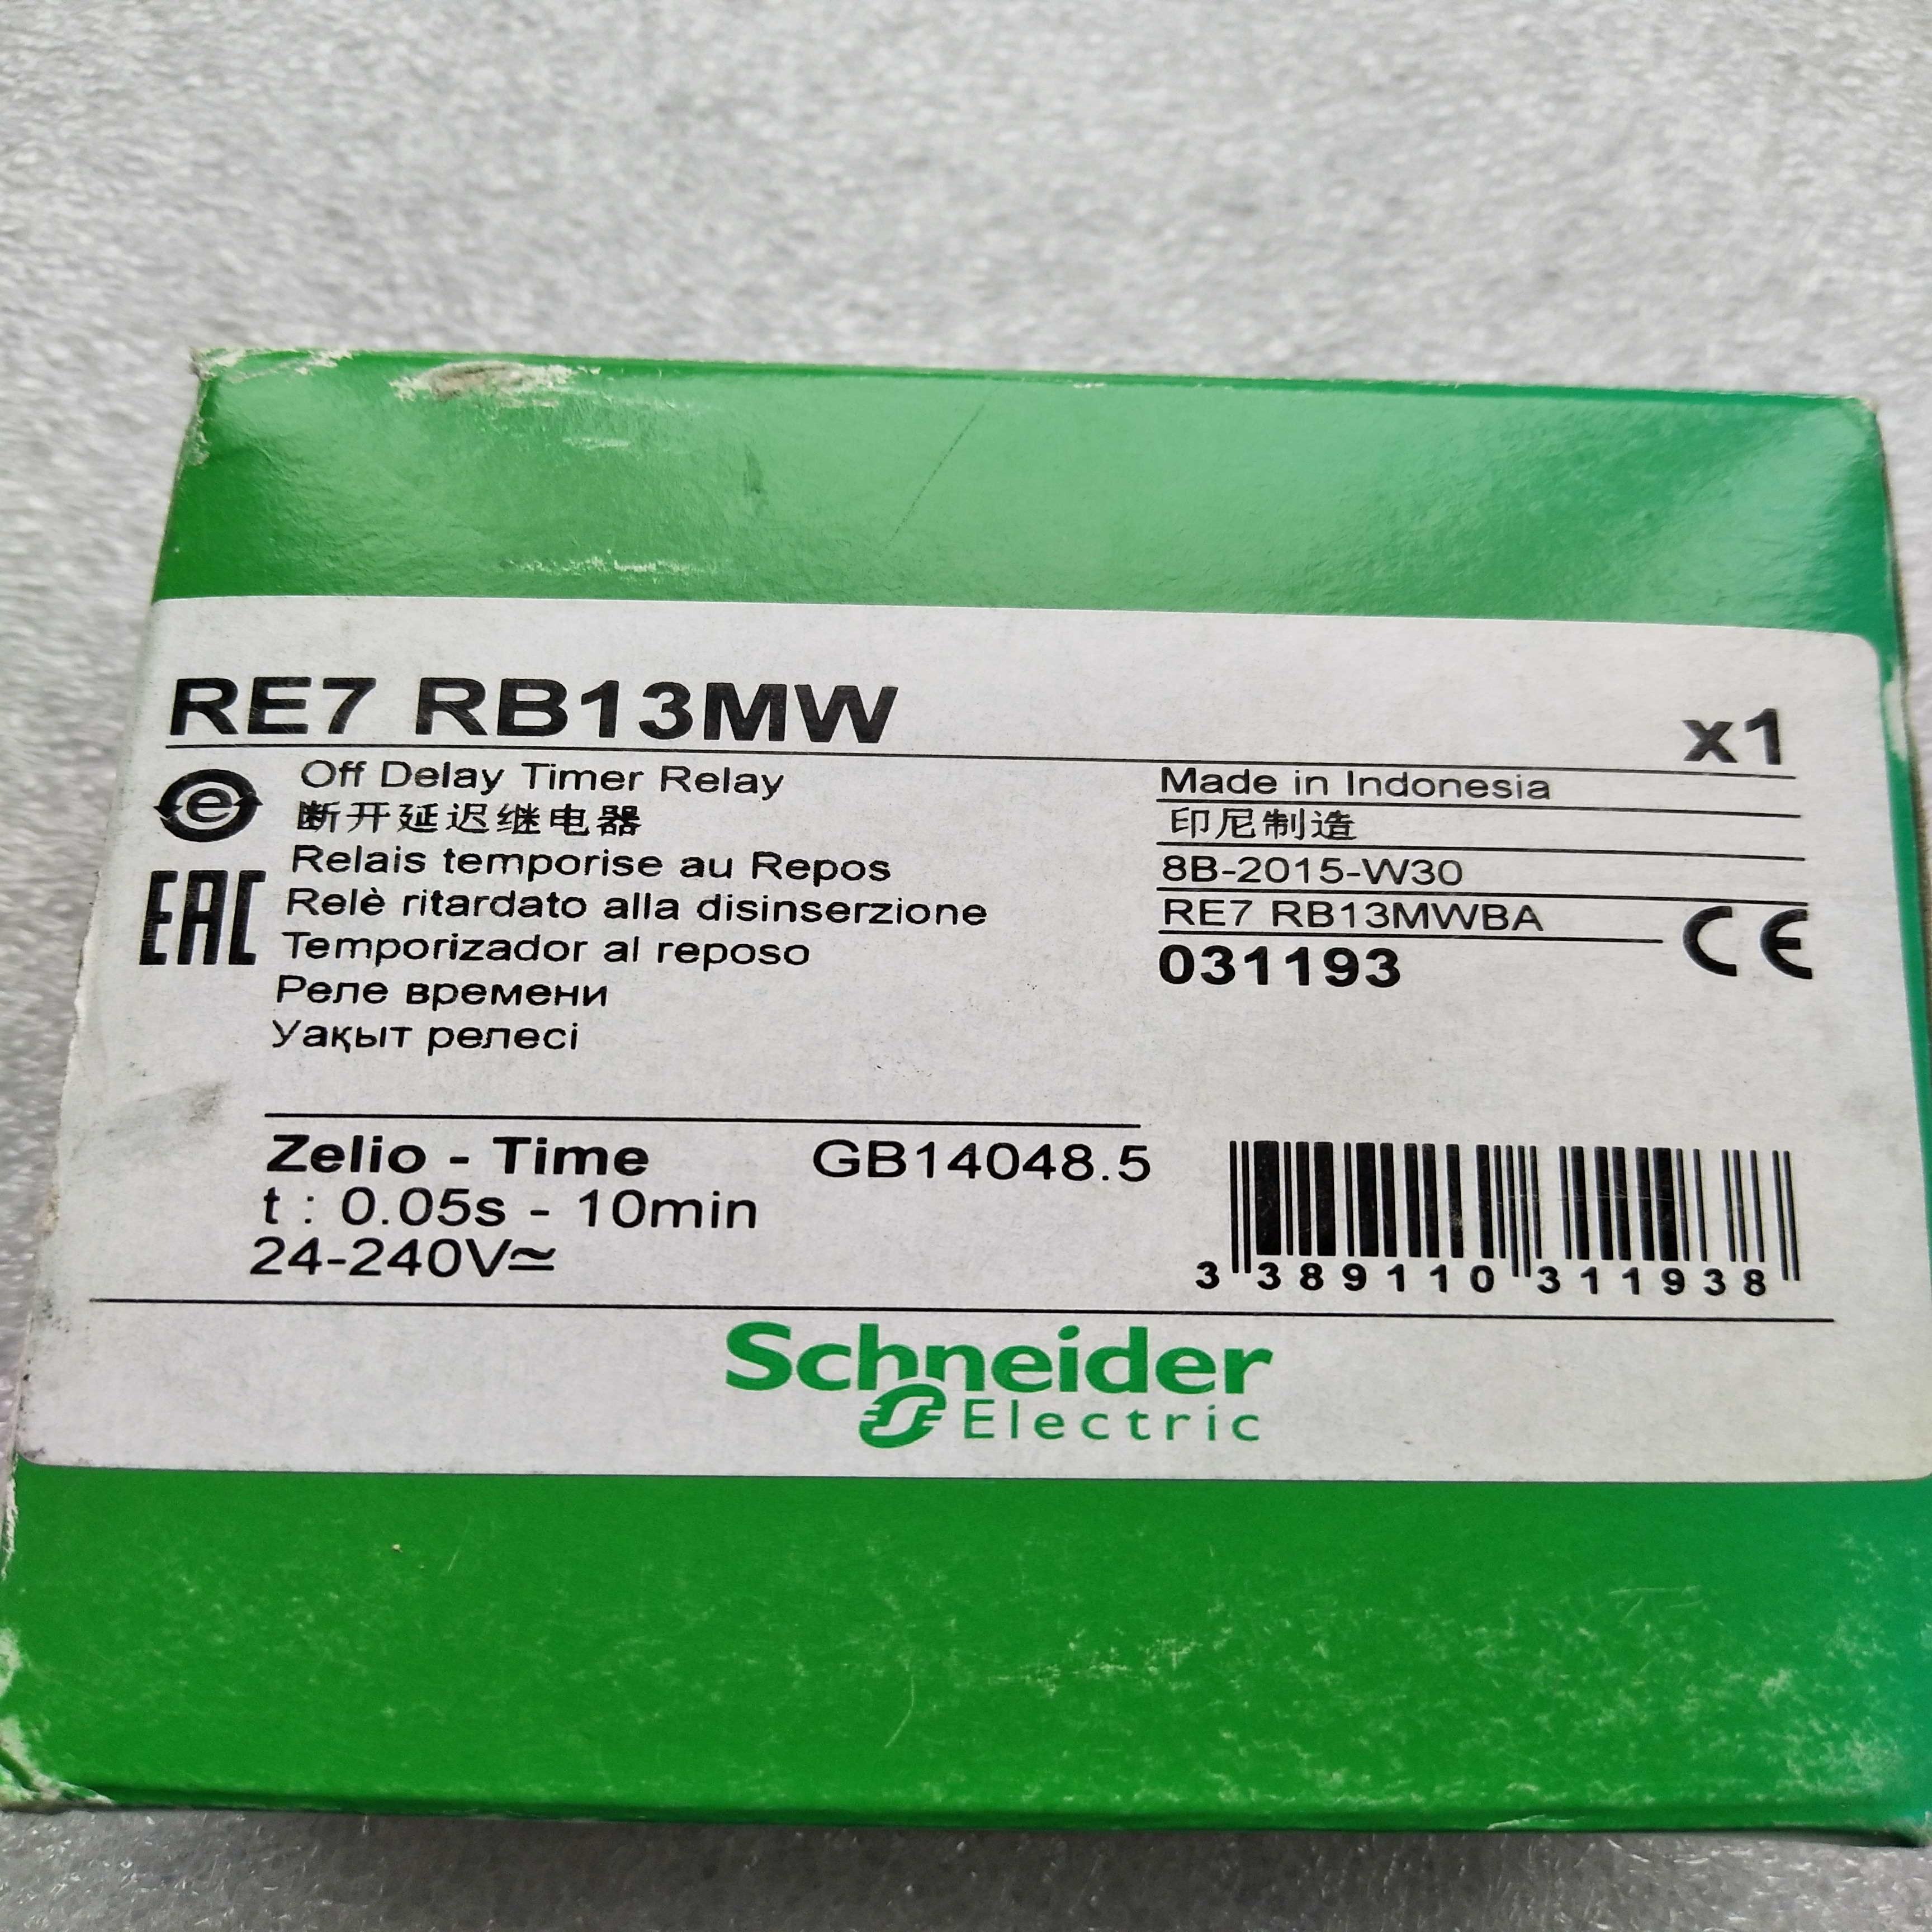 RE7 RB13MW
x1
Off Delay Timer Relay
断开延迟继电器
Relais temporise au Repos
Relè ritardato alla disinserzione
Temporizador al reposo
Реле времени
Уақыт релесі
e
EAC
Made in Indonesia
印尼制造
8B-2015-W30
RE7 RB13MWBA
031193
CE
Zelio - Time GB14048.5
t : 0.05s - 10min
24-240V≃
3 389110 311938
Schneider
Electric